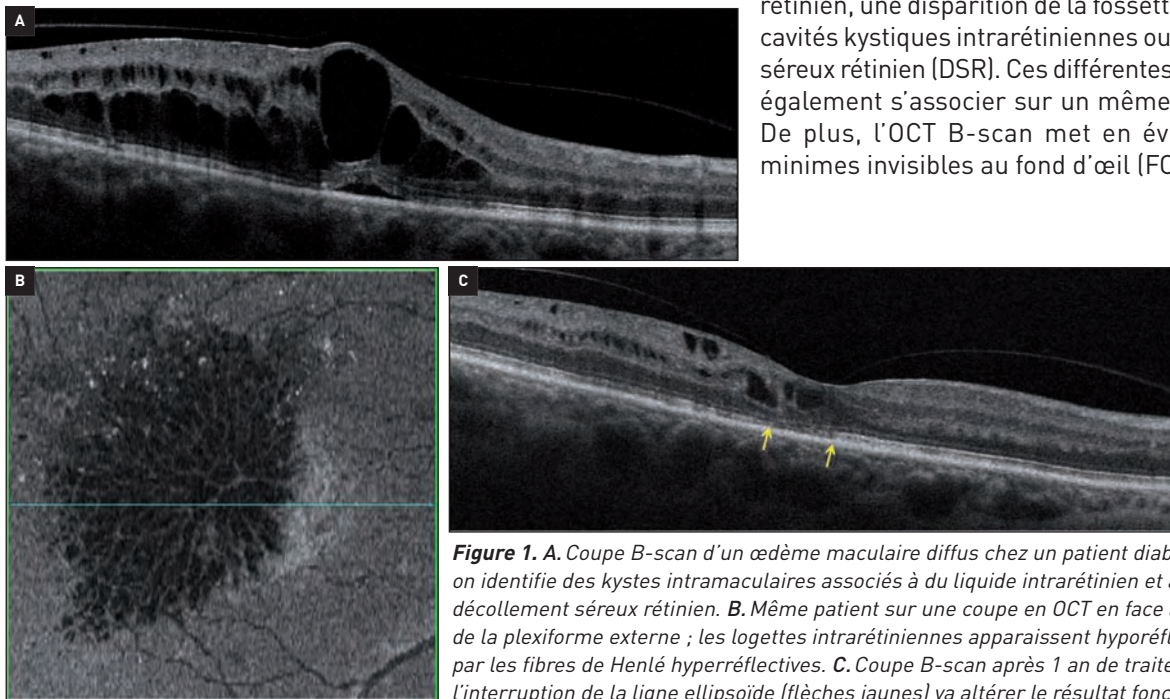 rétinien, une disparition de la fossett
cavités kystiques intrarétiniennes ou
séreux rétinien (DSR). Ces différentes
également s’associer sur un même
De plus, l’OCT B-scan met en év
minimes invisibles au fond d’œil (FO
A
B
C
Figure 1. A. Coupe B-scan d’un œdème maculaire diffus chez un patient diab
on identifie des kystes intramaculaires associés à du liquide intrarétinien et
décollement séreux rétinien. B. Même patient sur une coupe en OCT en face
de la plexiforme externe ; les logettes intrarétiniennes apparaissent hyporéfl
par les fibres de Henlé hyperréflectives. C. Coupe B-scan après 1 an de traite
l’interruption de la ligne ellipsoïde (flèches jaunes) va altérer le résultat fonc